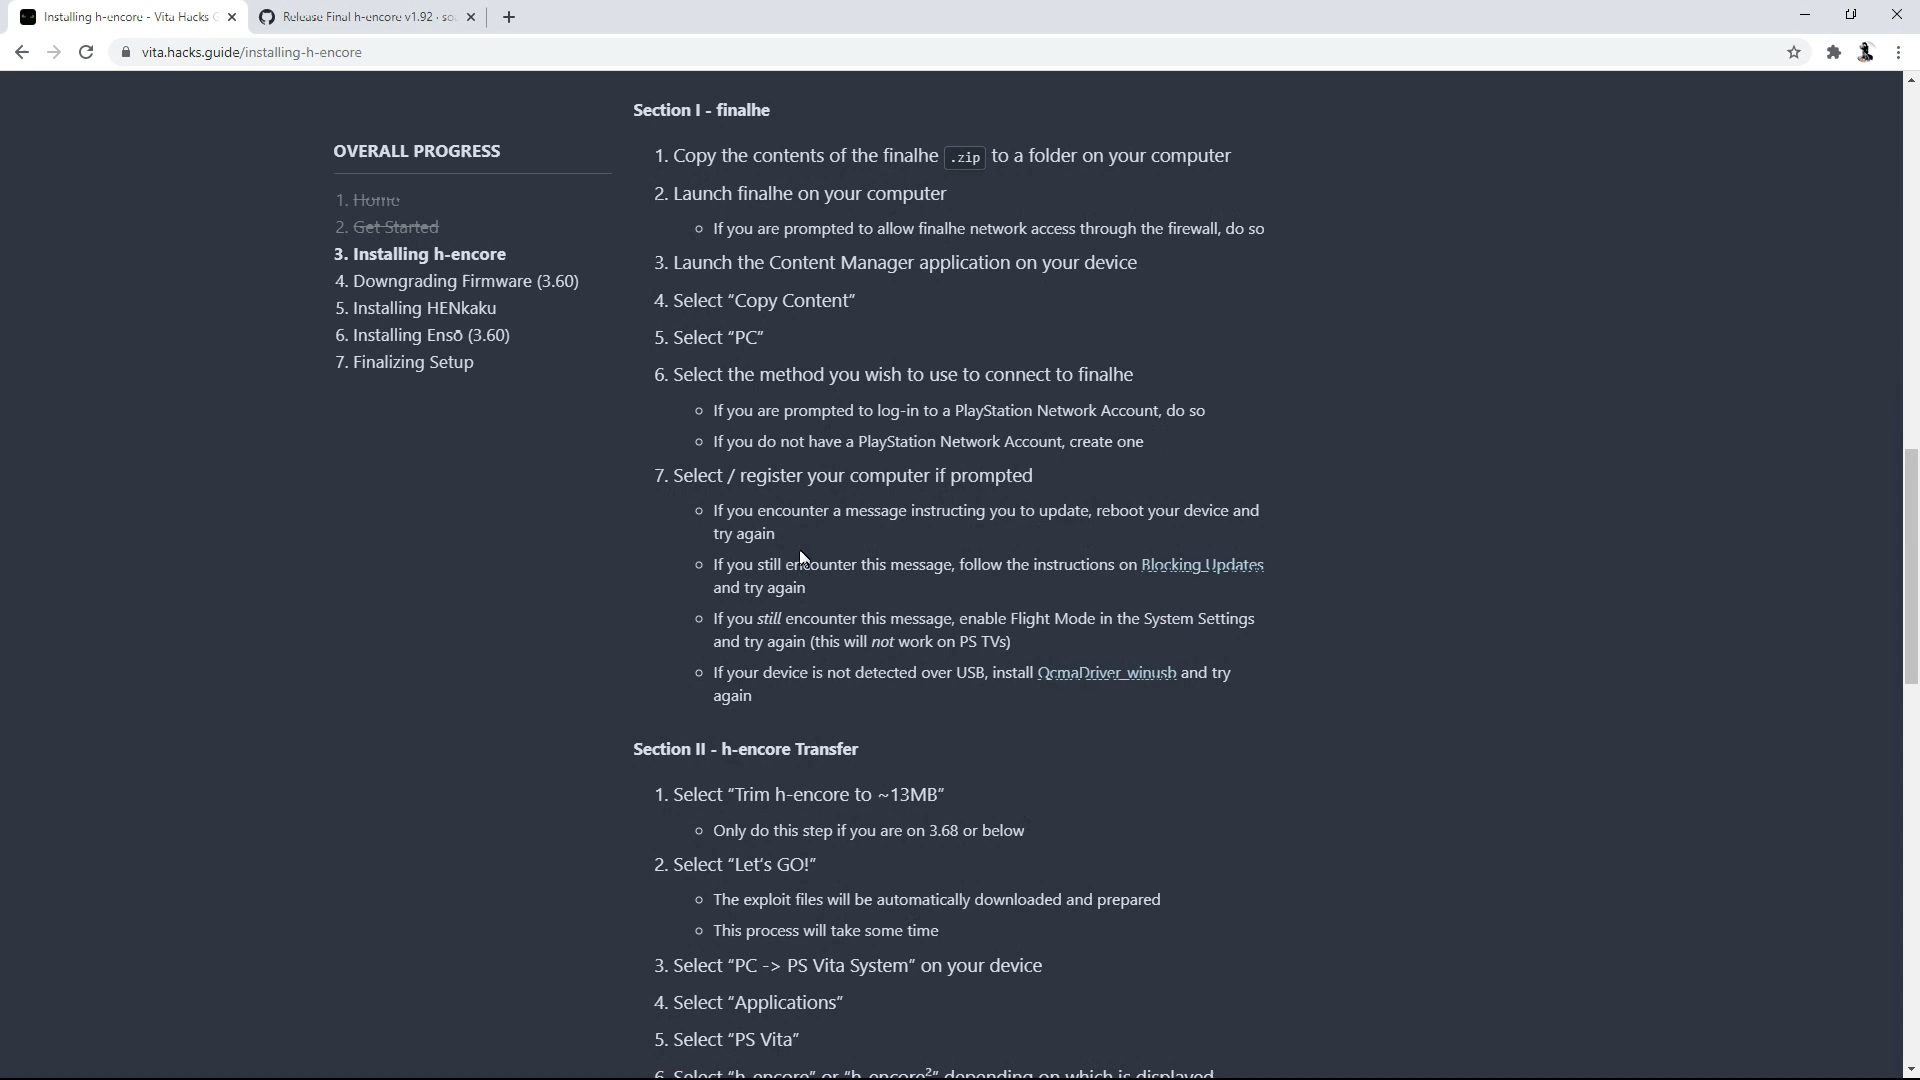 Installing h-encore - Vita Hacks G
Release Final h-encore v1.92 · so
vita.hacks.guide/installing-h-encore
OVERALL PROGRESS
1. Home
2. Get Started
3. Installing h-encore
4. Downgrading Firmware (3.60)
5. Installing HENkaku
6. Installing Ensō (3.60)
7. Finalizing Setup
Section I - finalhe
1. Copy the contents of the finalhe .zip to a folder on your computer
2. Launch finalhe on your computer
If you are prompted to allow finalhe network access through the firewall, do so
3. Launch the Content Manager application on your device
4. Select “Copy Content”
5. Select “PC”
6. Select the method you wish to use to connect to finalhe
If you are prompted to log-in to a PlayStation Network Account, do so
If you do not have a PlayStation Network Account, create one
7. Select / register your computer if prompted
If you encounter a message instructing you to update, reboot your device and
try again
If you still encounter this message, follow the instructions on Blocking Updates
and try again
If you still encounter this message, enable Flight Mode in the System Settings
and try again (this will not work on PS TVs)
If your device is not detected over USB, install QcmaDriver_winusb and try
again
Section II - h-encore Transfer
1. Select “Trim h-encore to ~13MB”
Only do this step if you are on 3.68 or below
2. Select “Let’s GO!”
The exploit files will be automatically downloaded and prepared
This process will take some time
3. Select “PC -> PS Vita System” on your device
4. Select “Applications”
5. Select “PS Vita”
6. Select “h-encore” or “h-encore²” depending on which is displayed